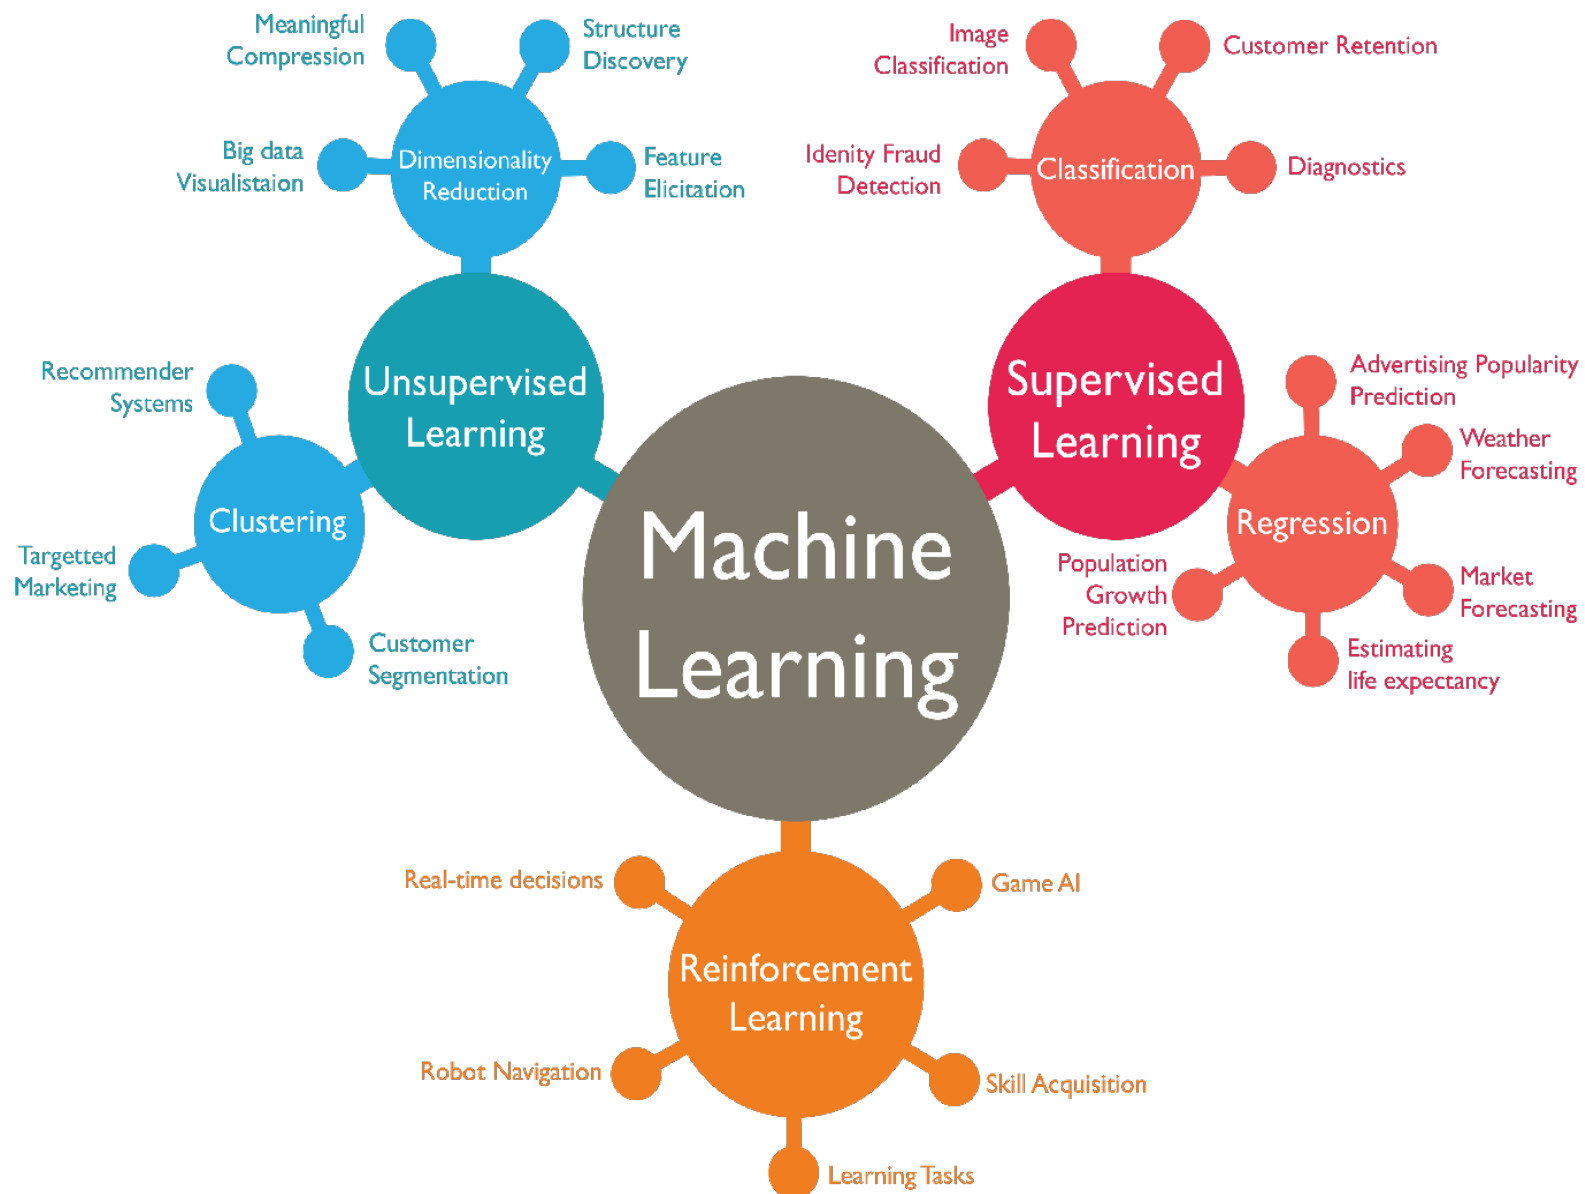 Meaningful
Compression
Structure
Discovery
Big data
Visualistaion
Dimensionality
Reduction
Feature
Elicitation
Image
Classification
Customer Retention
Idenity Fraud
Detection
Classification
Diagnostics
Recommender
Systems
Unsupervised
Learning
Clustering
Targetted
Marketing
Customer
Segmentation
Machine
Learning
Supervised
Learning
Advertising Popularity
Prediction
Weather
Forecasting
Regression
Population
Growth
Prediction
Market
Forecasting
Estimating
life expectancy
Real-time decisions
Game AI
Reinforcement
Learning
Robot Navigation
Skill Acquisition
Learning Tasks